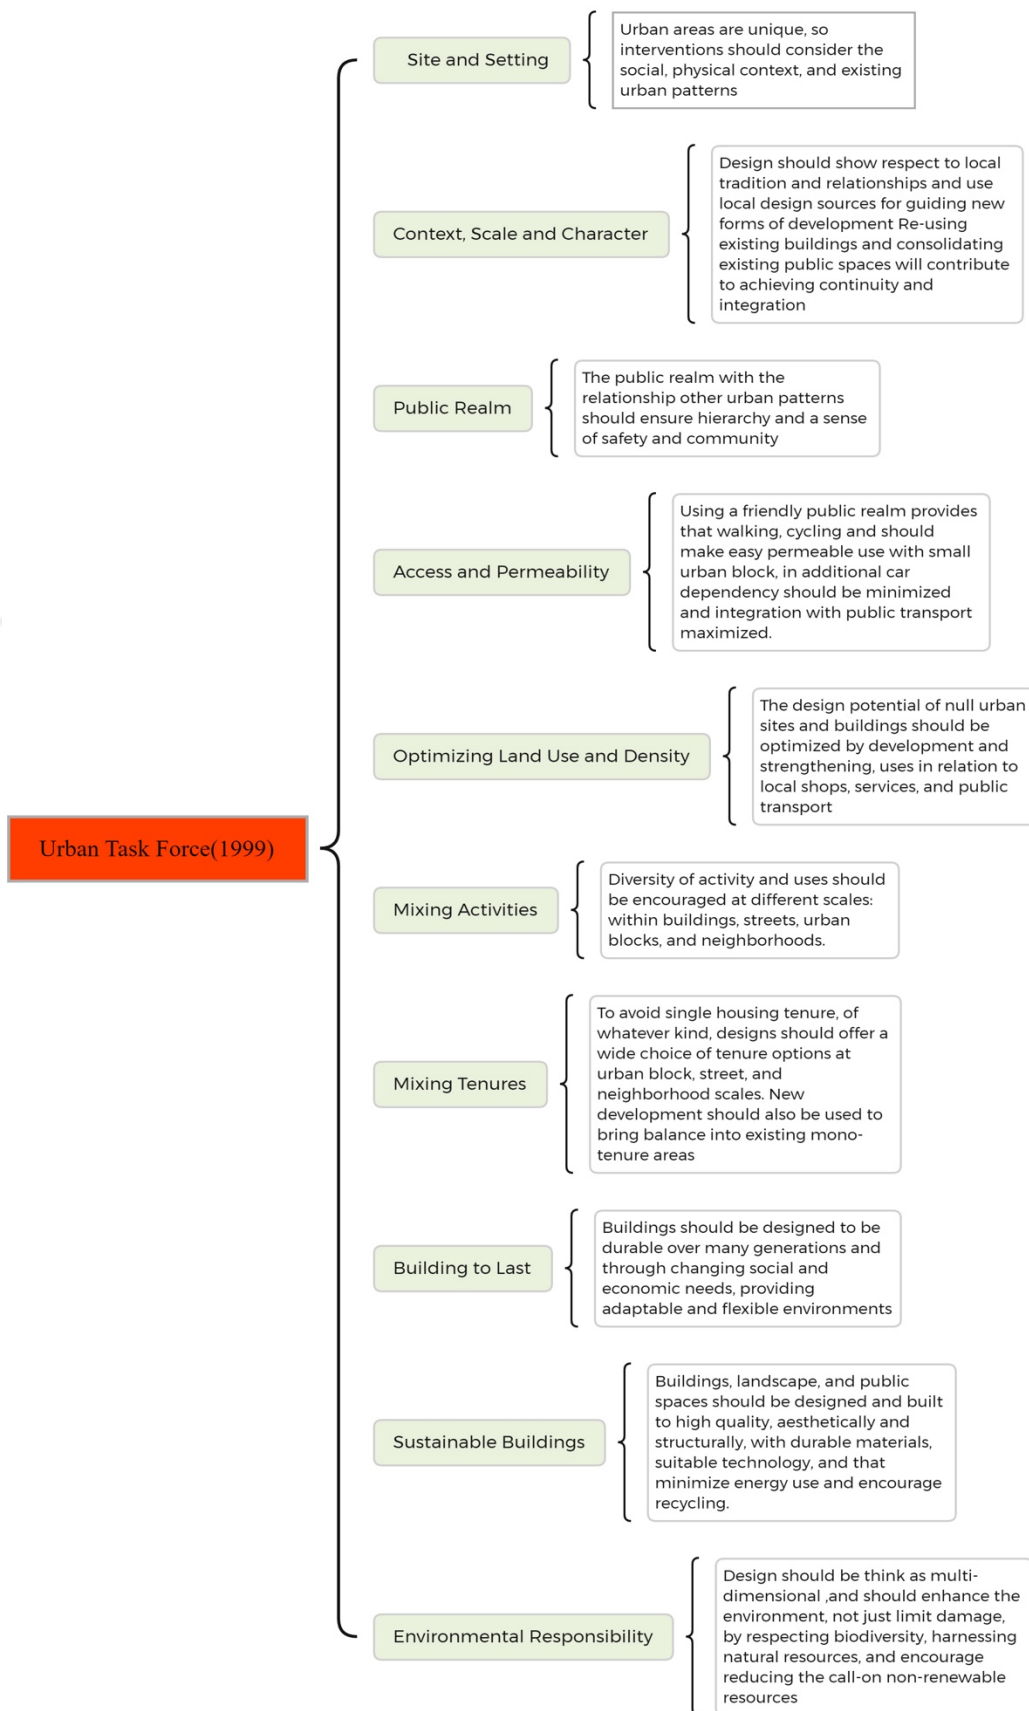 Site and Setting
Urban areas are unique, so
interventions should consider the
social, physical context, and existing
urban patterns
Context, Scale and Character
Design should show respect to local
tradition and relationships and use
local design sources for guiding new
forms of development Re-using
existing buildings and consolidating
existing public spaces will contribute
to achieving continuity and
integration
Public Realm
The public realm with the
relationship other urban patterns
should ensure hierarchy and a sense
of safety and community
Access and Permeability
Using a friendly public realm provides
that walking, cycling and should
make easy permeable use with small
urban block, in additional car
dependency should be minimized
and integration with public transport
maximized.
Optimizing Land Use and Density
The design potential of null urban
sites and buildings should be
optimized by development and
strengthening, uses in relation to
local shops, services, and public
transport
Urban Task Force(1999)
Mixing Activities
Diversity of activity and uses should
be encouraged at different scales:
within buildings, streets, urban
blocks, and neighborhoods.
Mixing Tenures
To avoid single housing tenure, of
whatever kind, designs should offer a
wide choice of tenure options at
urban block, street, and
neighborhood scales. New
development should also be used to
bring balance into existing mono-
tenure areas
Building to Last
Buildings should be designed to be
durable over many generations and
through changing social and
economic needs, providing
adaptable and flexible environments
Sustainable Buildings
Buildings, landscape, and public
spaces should be designed and built
to high quality, aesthetically and
structurally, with durable materials,
suitable technology, and that
minimize energy use and encourage
recycling.
Environmental Responsibility
Design should be think as multi-
dimensional ,and should enhance the
environment, not just limit damage,
by respecting biodiversity, harnessing
natural resources, and encourage
reducing the call-on non-renewable
resources